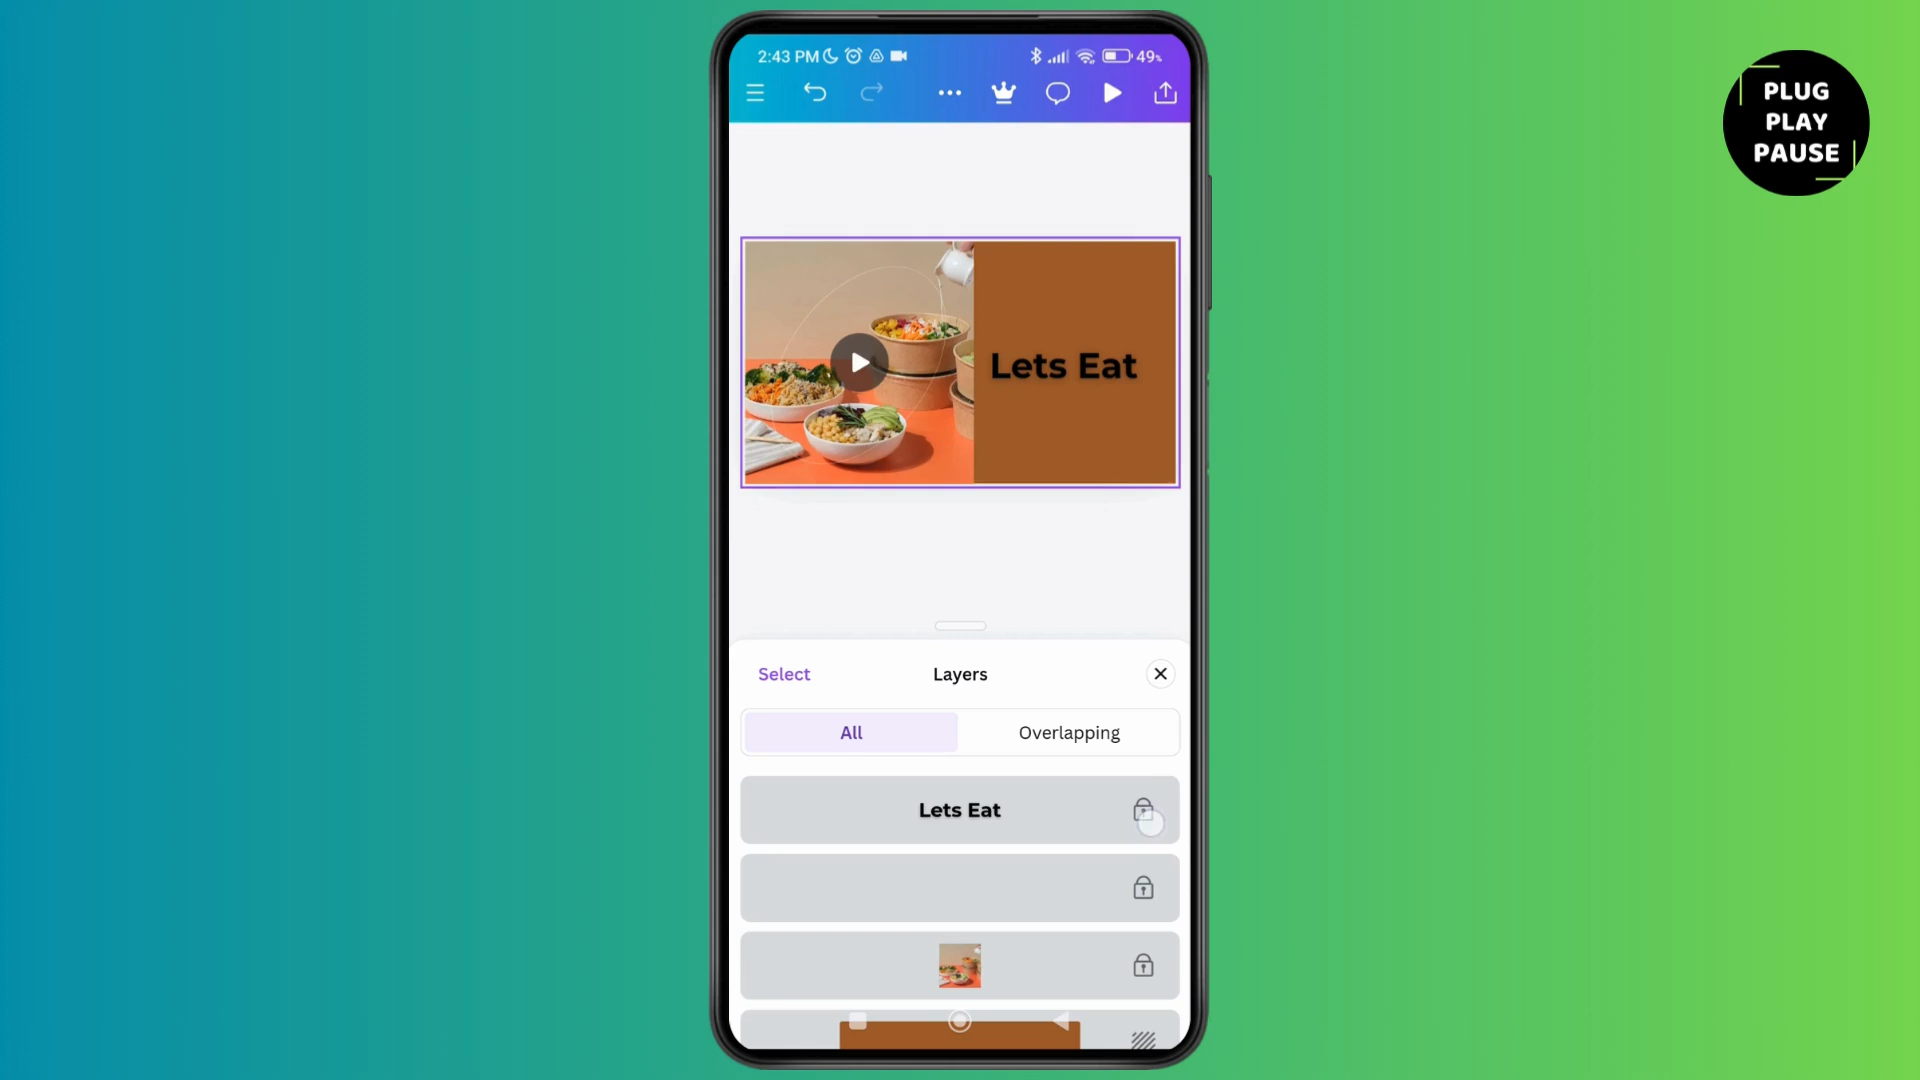 2:43 PM
49%
PLUG
PLAY
PAUSE
Lets Eat
Select
Layers
All
Overlapping
Lets Eat